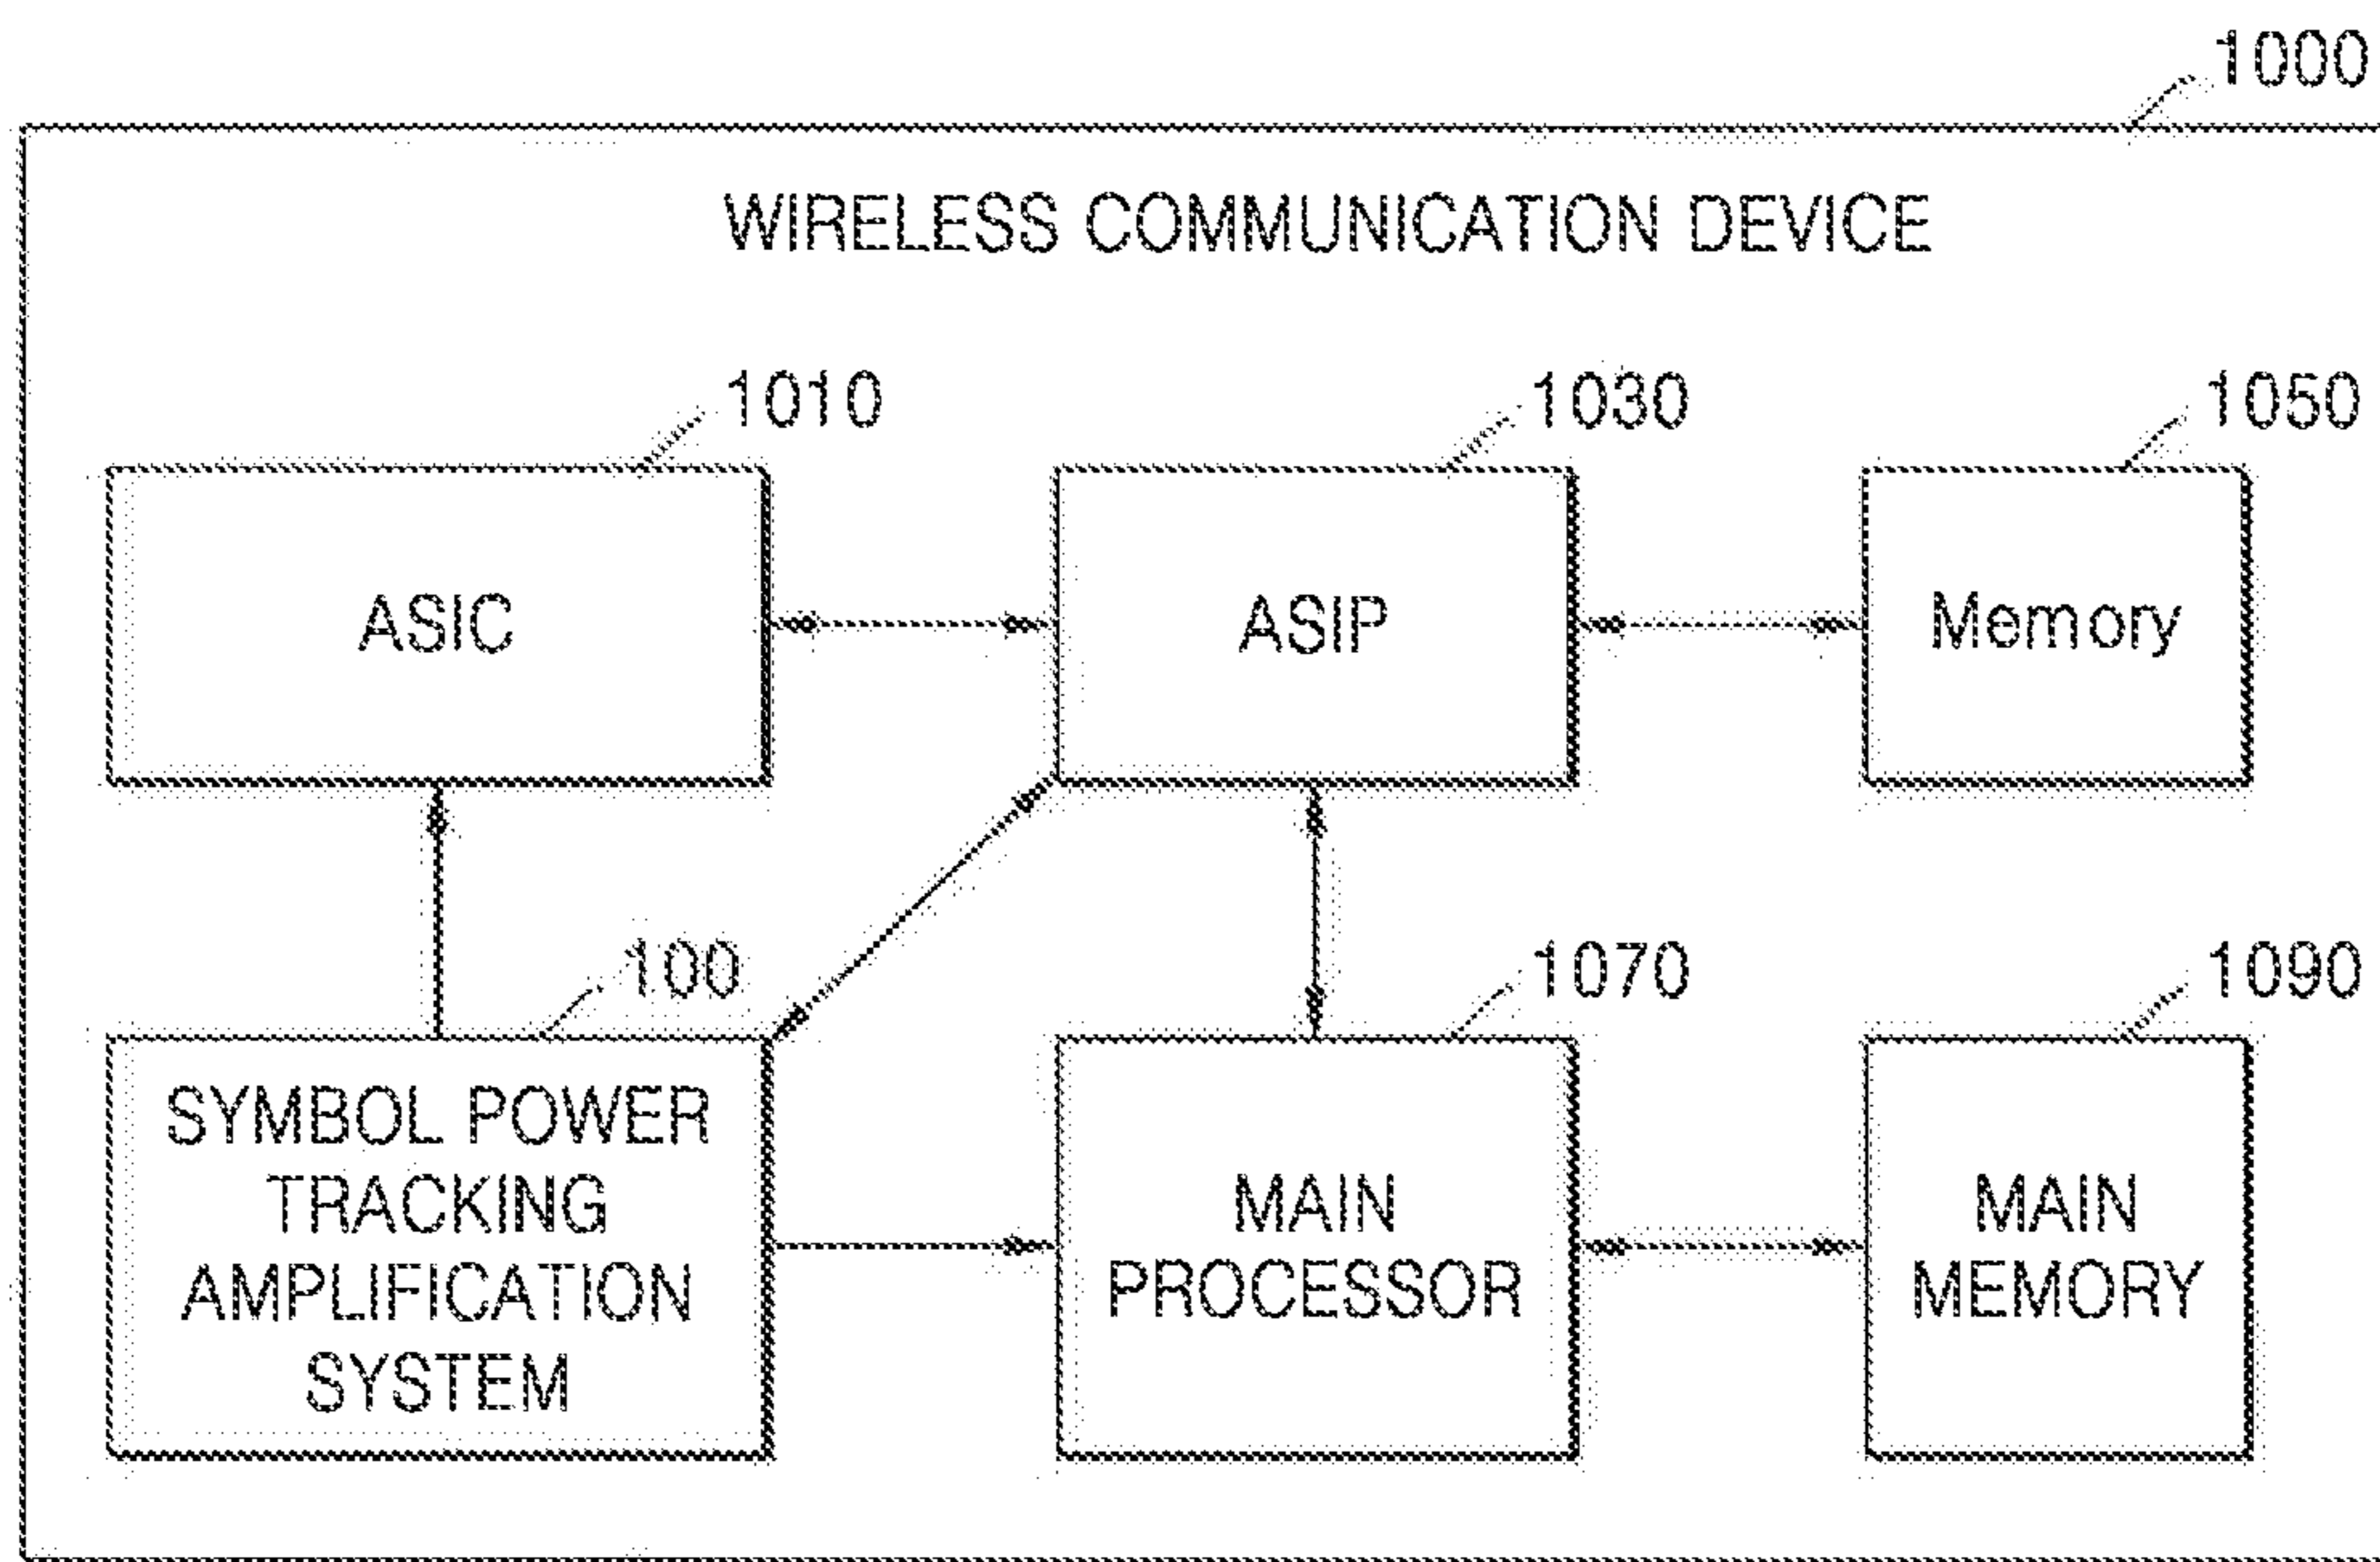 1000
WIRELESS COMMUNICATION DEVICE
1010
1030
1050
ASIC
ASIP
Memory
100
1070
1090
SYMBOL POWER
TRACKING
AMPLIFICATION
SYSTEM
MAIN
PROCESSOR
MAIN
MEMORY